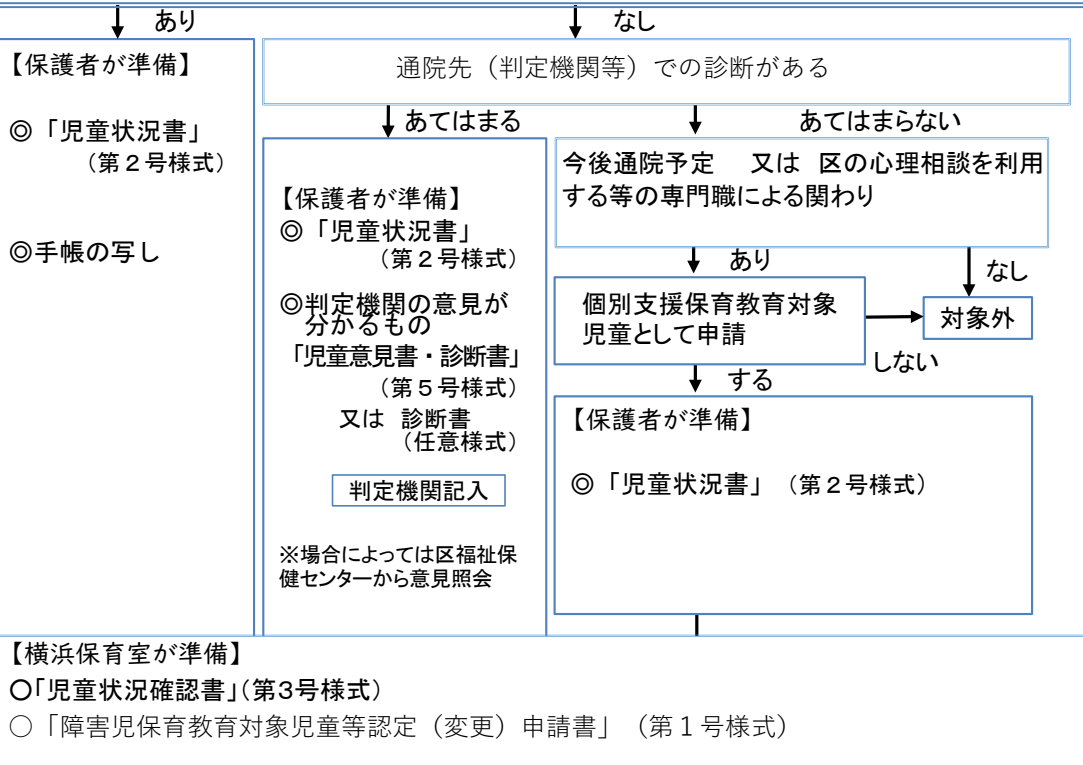 あり
なし
【保護者が準備】
◎「児童状況書」
（第２号様式）
◎手帳の写し
通院先（判定機関等）での診断がある
あてはまる
あてはまらない
【保護者が準備】
◎「児童状況書」
（第２号様式）
◎判定機関の意見が
分かるもの
「児童意見書・診断書」
（第５号様式）
又は 診断書
（任意様式）
判定機関記入
※場合によっては区福祉保
健センターから意見照会
今後通院予定　又は 区の心理相談を利用
する等の専門職による関わり
あり
なし
個別支援保育教育対象
児童として申請
対象外
しない
する
【保護者が準備】
◎「児童状況書」（第２号様式）
【横浜保育室が準備】
〇「児童状況確認書」（第３号様式）
○「障害児保育教育対象児童等認定（変更）申請書」（第１号様式）